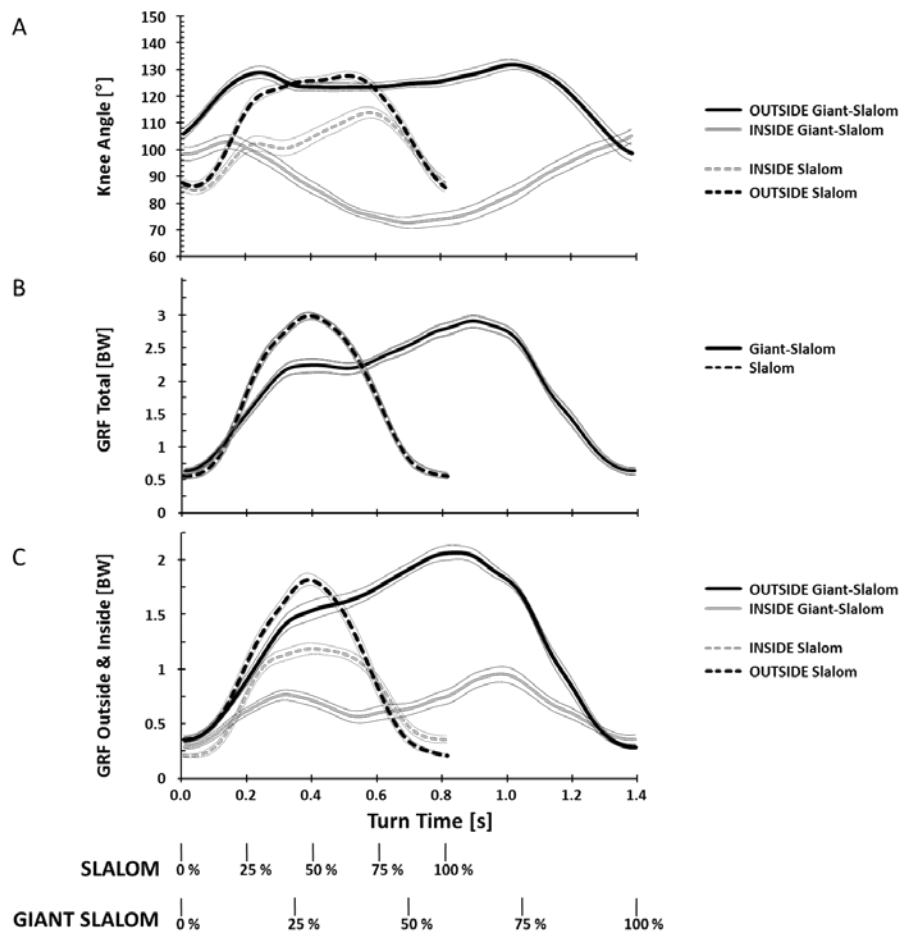 A
Knee Angle [°]
150
140
130
120
110
100
90
80
70
60
OUTSIDE Giant-Slalom
INSIDE Giant-Slalom
INSIDE Slalom
OUTSIDE Slalom
B
GRF Total [BW]
3
2.5
2
1.5
1
0.5
0
Giant-Slalom
Slalom
C
GRF Outside & Inside [BW]
2
1.5
1
0.5
0
OUTSIDE Giant-Slalom
INSIDE Giant-Slalom
INSIDE Slalom
OUTSIDE Slalom
0.0 0.2 0.4 0.6 0.8 1.0 1.2 1.4
Turn Time [s]
SLALOM 0 % 25 % 50 % 75 % 100 %
GIANT SLALOM 0 % 25 % 50 % 75 % 100 %